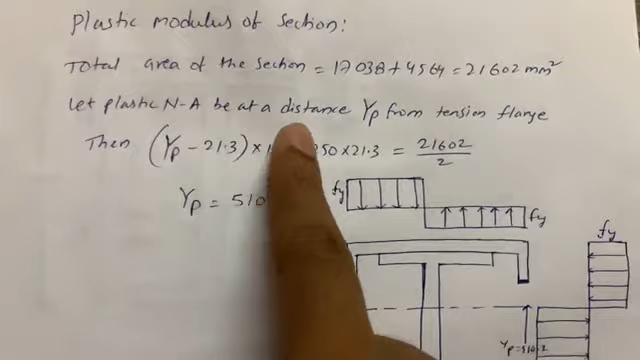 Plastic modulus of Section:
Total area of the section = 17038 + 4564 = 21602 mm²
Let plastic N-A be at a distance Yp from tension flange
Then (Yp - 21.3) × 250 × 21.3 = 21602/2
Yp = 510
fy
fy
fy
Yp = 510.2